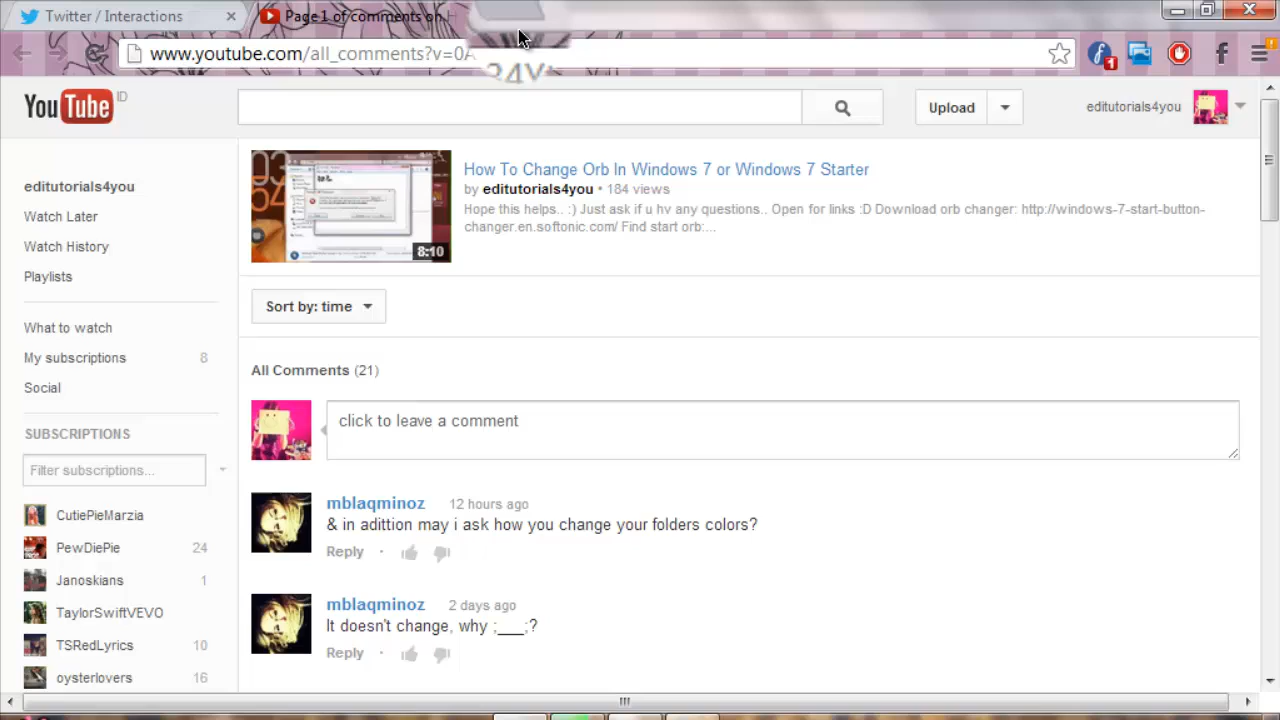 Twitter / Interactions
Page 1 of comments on
www.youtube.com/all_comments?v=0
1
YouTube ID
Upload
editutorials4you
editutorials4you
Watch Later
Watch History
Playlists
What to watch
My subscriptions 8
Social
SUBSCRIPTIONS
Filter subscriptions...
CutiePieMarzia
PewDiePie 24
Janoskians 1
TaylorSwiftVEVO
TSRedLyrics 10
oysterlovers 16
8:10
How To Change Orb In Windows 7 or Windows 7 Starter
by editutorials4you • 184 views
Hope this helps.. :) Just ask if u hv any questions.. Open for links :D Download orb changer: http://windows-7-start-button-
changer.en.softonic.com/ Find start orb:...
Sort by: time
All Comments (21)
click to leave a comment
mblaqminoz 12 hours ago
& in adittion may i ask how you change your folders colors?
Reply ·
mblaqminoz 2 days ago
It doesn't change, why ;___;?
Reply ·